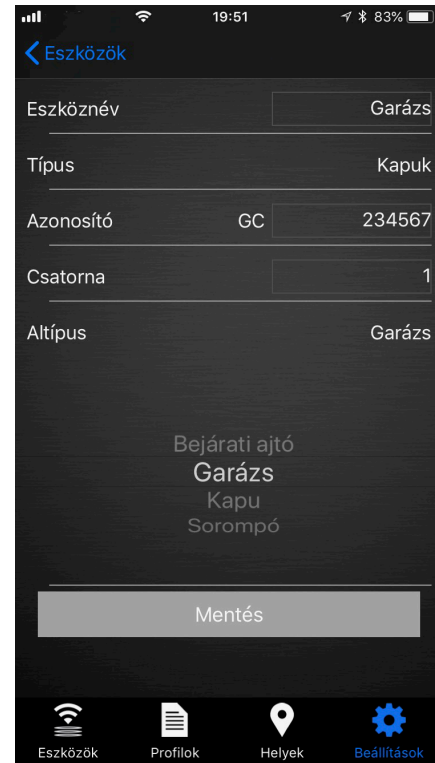 19:51 83%
Eszközök
Eszköznév Garázs
Típus Kapuk
Azonosító GC 234567
Csatorna 1
Altípus Garázs
Bejárati ajtó
Garázs
Kapu
Sorompó
Mentés
Eszközök Profilok Helyek Beállítások